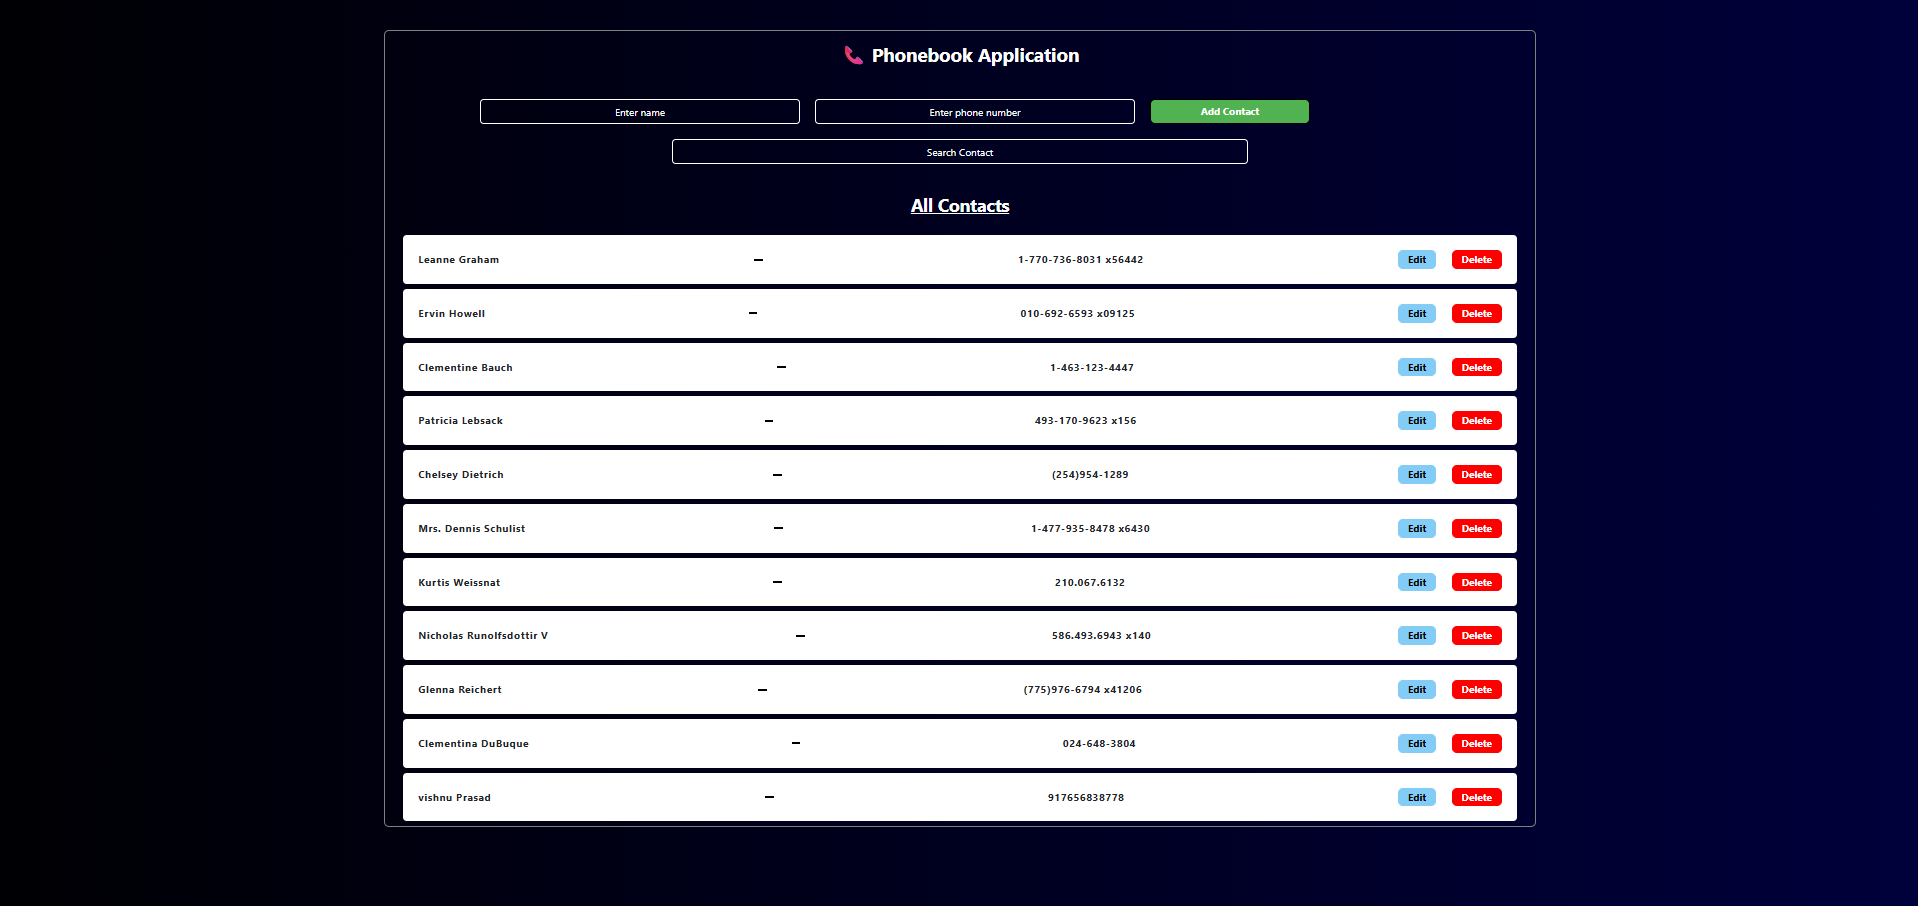 Phonebook Application
Enter name Enter phone number Add Contact
Search Contact
All Contacts
Leanne Graham – 1-770-736-8031 x56442 Edit Delete
Ervin Howell – 010-692-6593 x09125 Edit Delete
Clementine Bauch – 1-463-123-4447 Edit Delete
Patricia Lebsack – 493-170-9623 x156 Edit Delete
Chelsey Dietrich – (254)954-1289 Edit Delete
Mrs. Dennis Schulist – 1-477-935-8478 x6430 Edit Delete
Kurtis Weissnat – 210.067.6132 Edit Delete
Nicholas Runolfsdottir V – 586.493.6943 x140 Edit Delete
Glenna Reichert – (775)976-6794 x41206 Edit Delete
Clementina DuBuque – 024-648-3804 Edit Delete
vishnu Prasad – 917656838778 Edit Delete